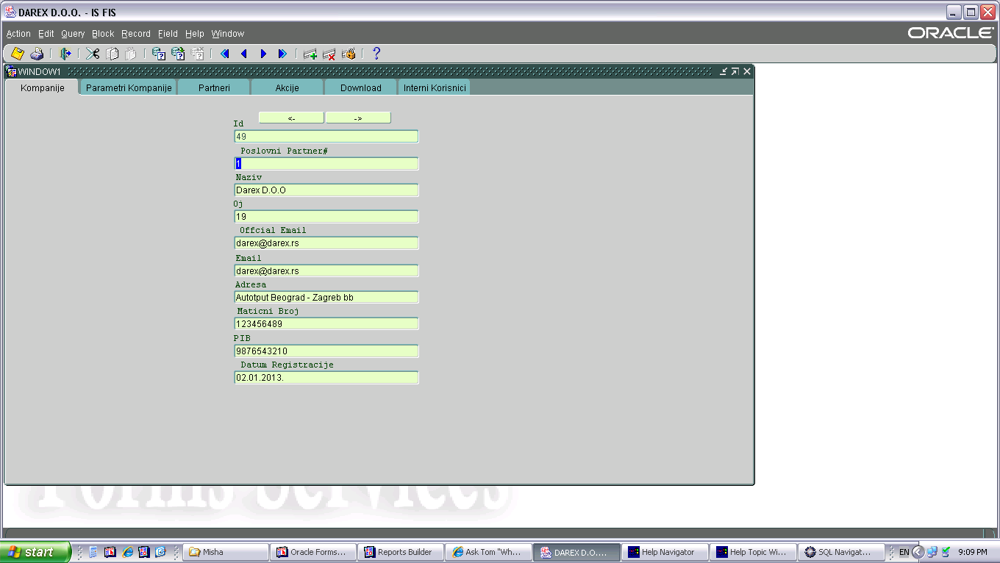 DAREX D.O.O. - IS FIS
Action Edit Query Block Record Field Help Window
ORACLE
WINDOW1
Kompanije Parametri Kompanije Partneri Akcije Download Interni Korisnici
<- ->
Id
49
Poslovni Partner#
1
Naziv
Darex D.O.O
Oj
19
Offcial Email
darex@darex.rs
Email
darex@darex.rs
Adresa
Autotput Beograd - Zagreb bb
Maticni Broj
123456489
PIB
9876543210
Datum Registracije
02.01.2013.
Forms Services
start Misha Oracle Forms... Reports Builder Ask Tom "Wh... DAREX D.O.... Help Navigator Help Topic Wi... SQL Navigat... EN 9:09 PM